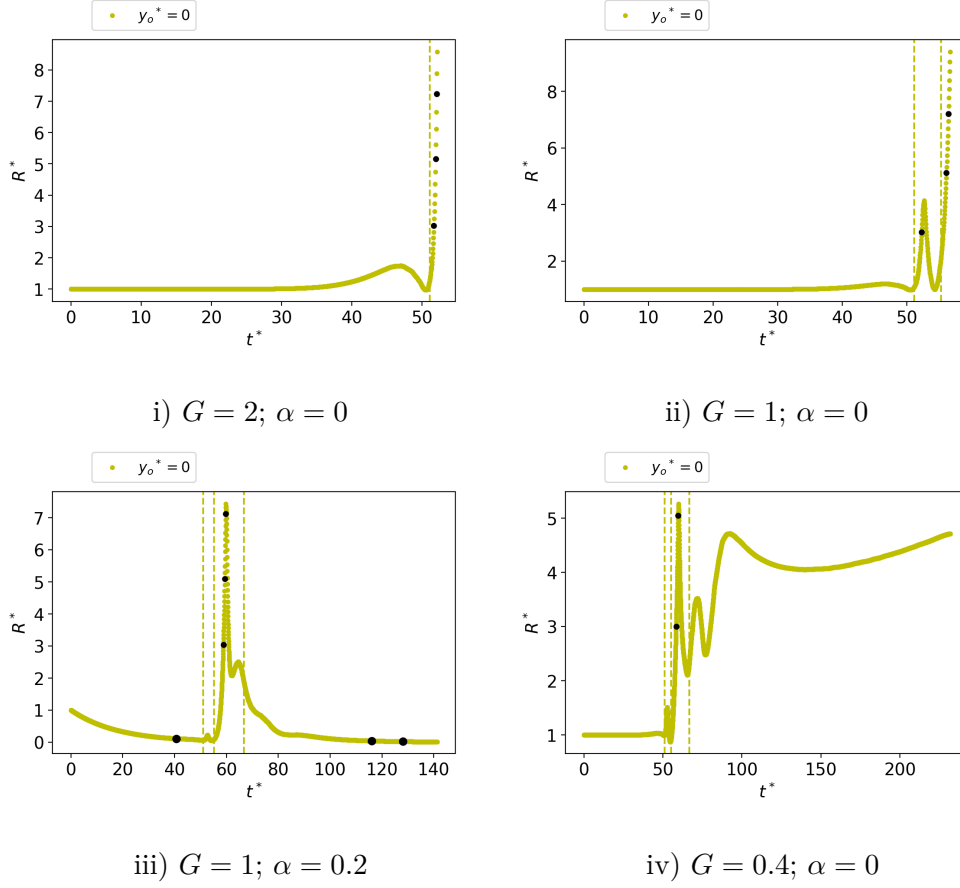 y_o* = 0
8
7
6
5
4
3
2
1
R*
0 10 20 30 40 50
t*
i) G = 2; α = 0
y_o* = 0
8
6
4
2
R*
0 10 20 30 40 50
t*
ii) G = 1; α = 0
y_o* = 0
7
6
5
4
3
2
1
0
R*
0 20 40 60 80 100 120 140
t*
iii) G = 1; α = 0.2
y_o* = 0
5
4
3
2
1
R*
0 50 100 150 200
t*
iv) G = 0.4; α = 0